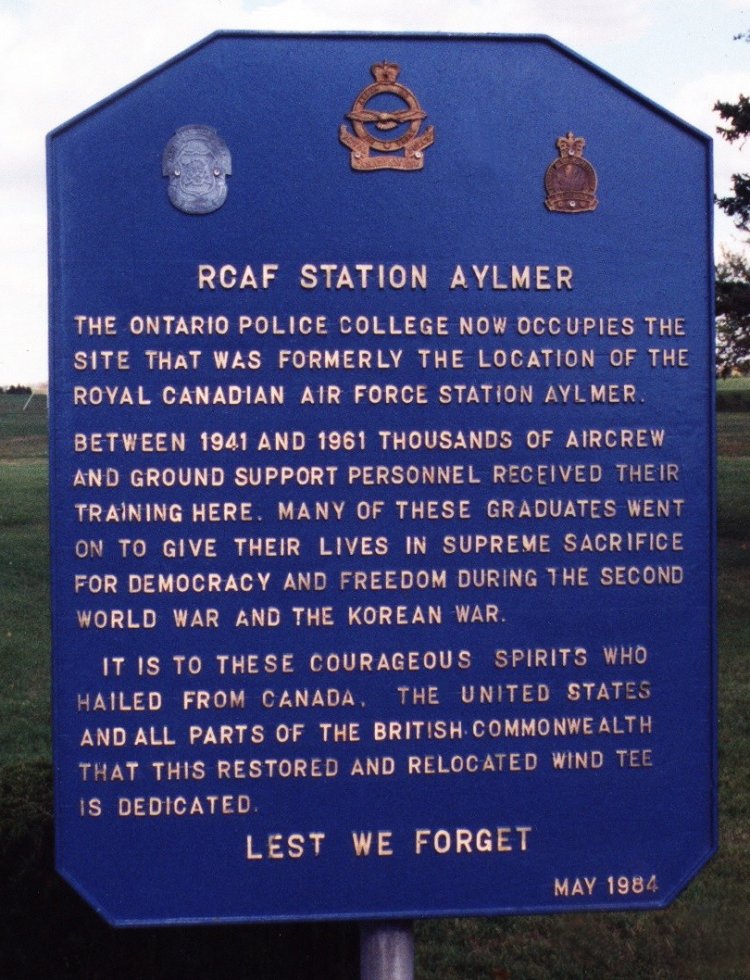 RCAF STATION AYLMER
THE ONTARIO POLICE COLLEGE NOW OCCUPIES THE
SITE THAT WAS FORMERLY THE LOCATION OF THE
ROYAL CANADIAN AIR FORCE STATION AYLMER.
BETWEEN 1941 AND 1961 THOUSANDS OF AIRCREW
AND GROUND SUPPORT PERSONNEL RECEIVED THEIR
TRAINING HERE. MANY OF THESE GRADUATES WENT
ON TO GIVE THEIR LIVES IN SUPREME SACRIFICE
FOR DEMOCRACY AND FREEDOM DURING THE SECOND
WORLD WAR AND THE KOREAN WAR.
IT IS TO THESE COURAGEOUS SPIRITS WHO
HAILED FROM CANADA, THE UNITED STATES
AND ALL PARTS OF THE BRITISH COMMONWEALTH
THAT THIS RESTORED AND RELOCATED WIND TEE
IS DEDICATED.
LEST WE FORGET
MAY 1984